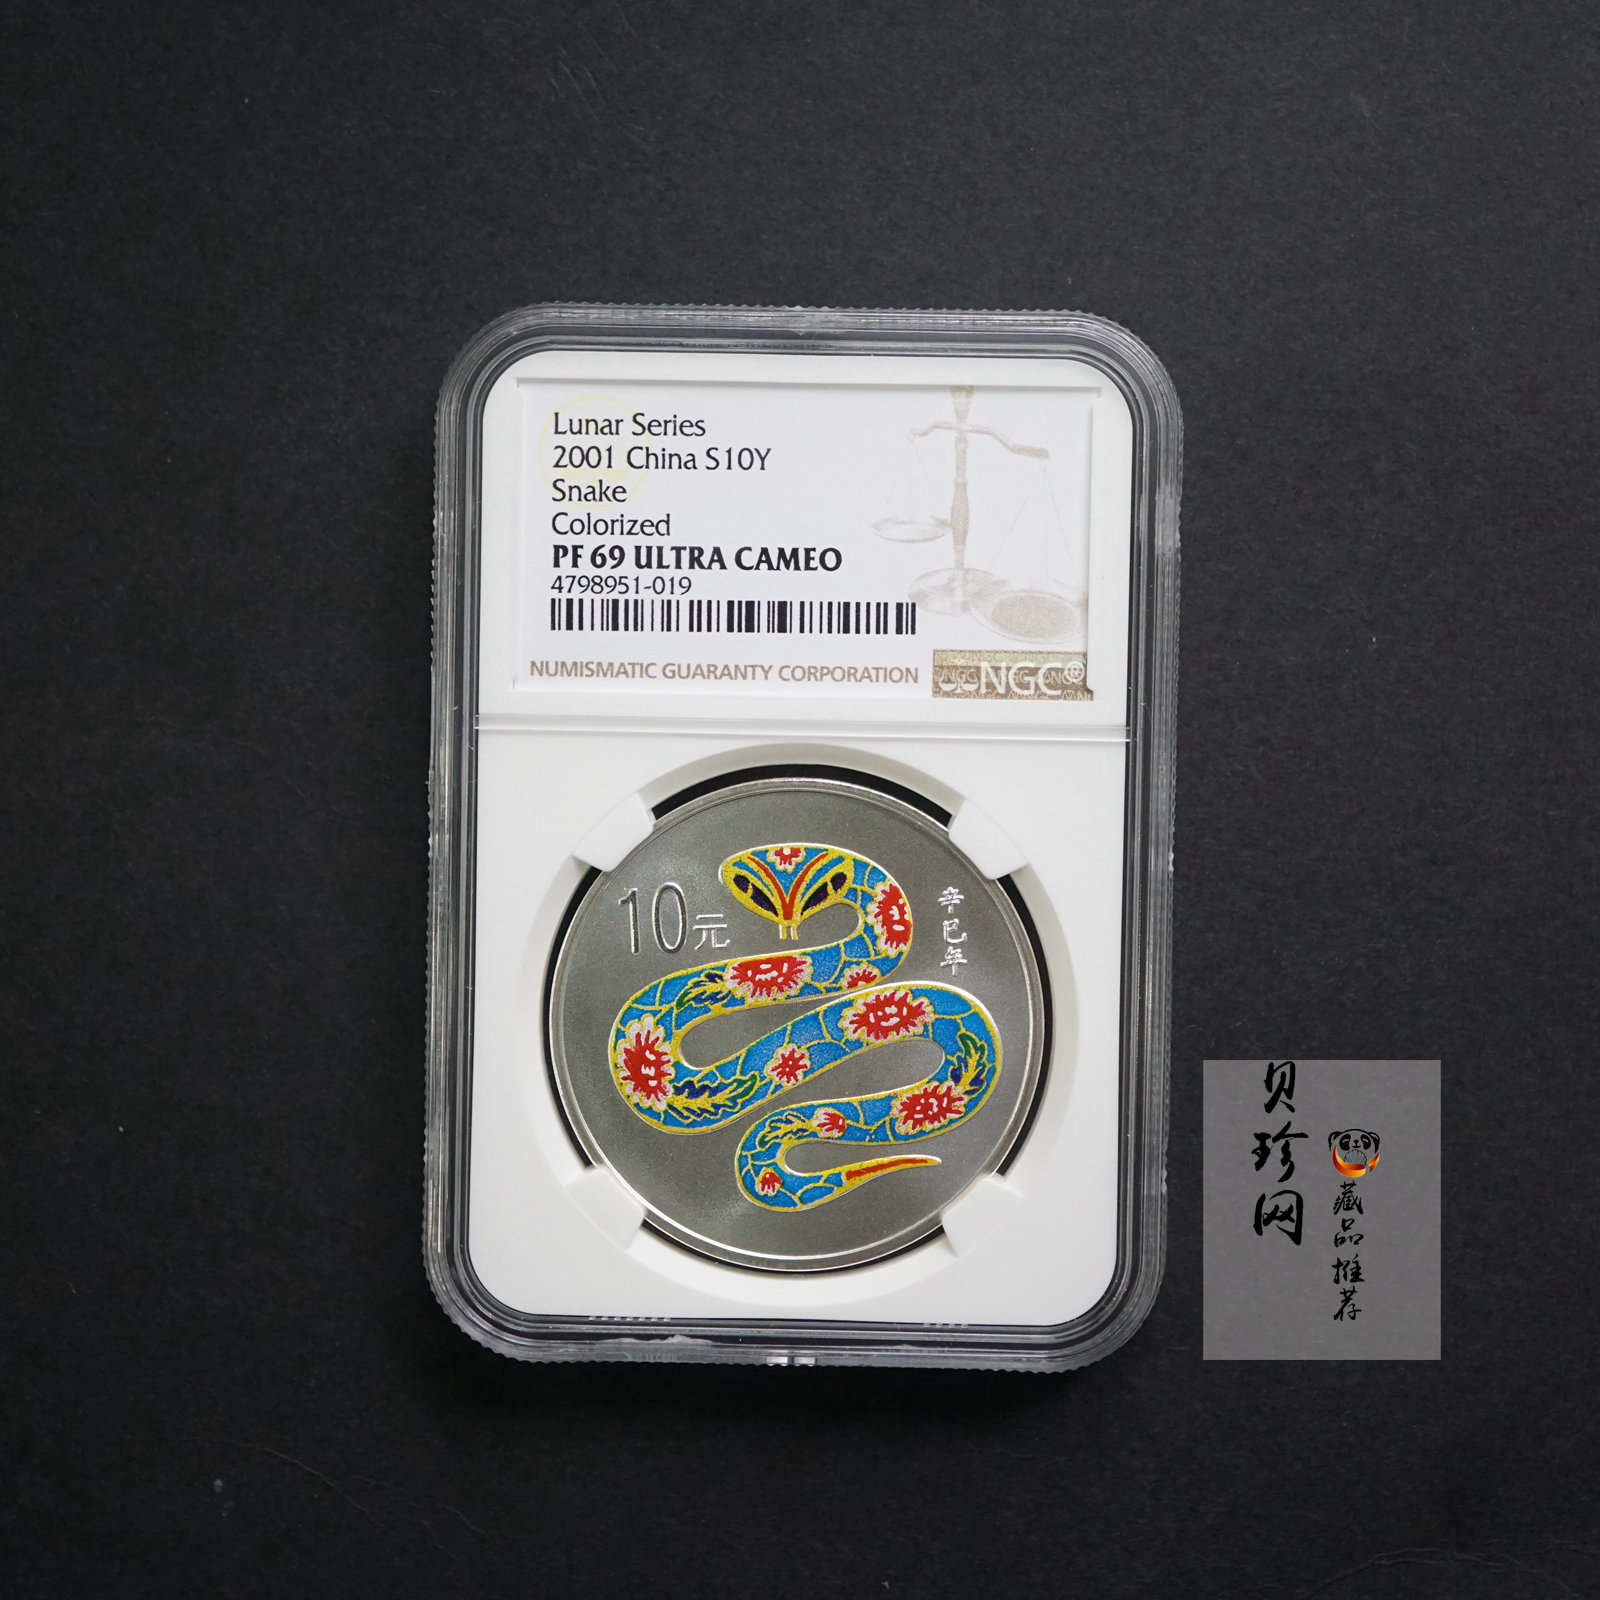 Lunar Series
2001 China S10Y
Snake
Colorized
PF 69 ULTRA CAMEO
4798951-019
NUMISMATIC GUARANTY CORPORATION
NGC®
10元
辛巳年
贝珍网
藏品推荐